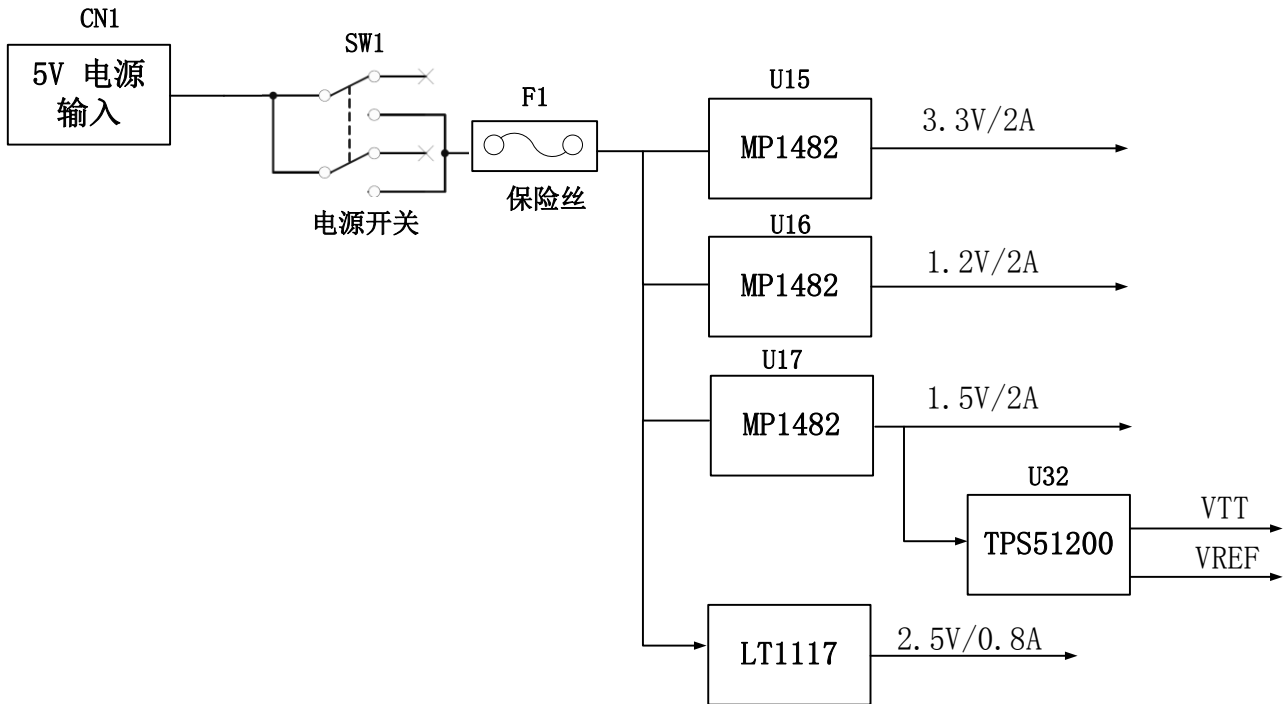 CN1
5V 电源
输入
SW1
电源开关
F1
保险丝
U15
MP1482
3.3V/2A
U16
MP1482
1.2V/2A
U17
MP1482
1.5V/2A
U32
TPS51200
VTT
VREF
LT1117
2.5V/0.8A